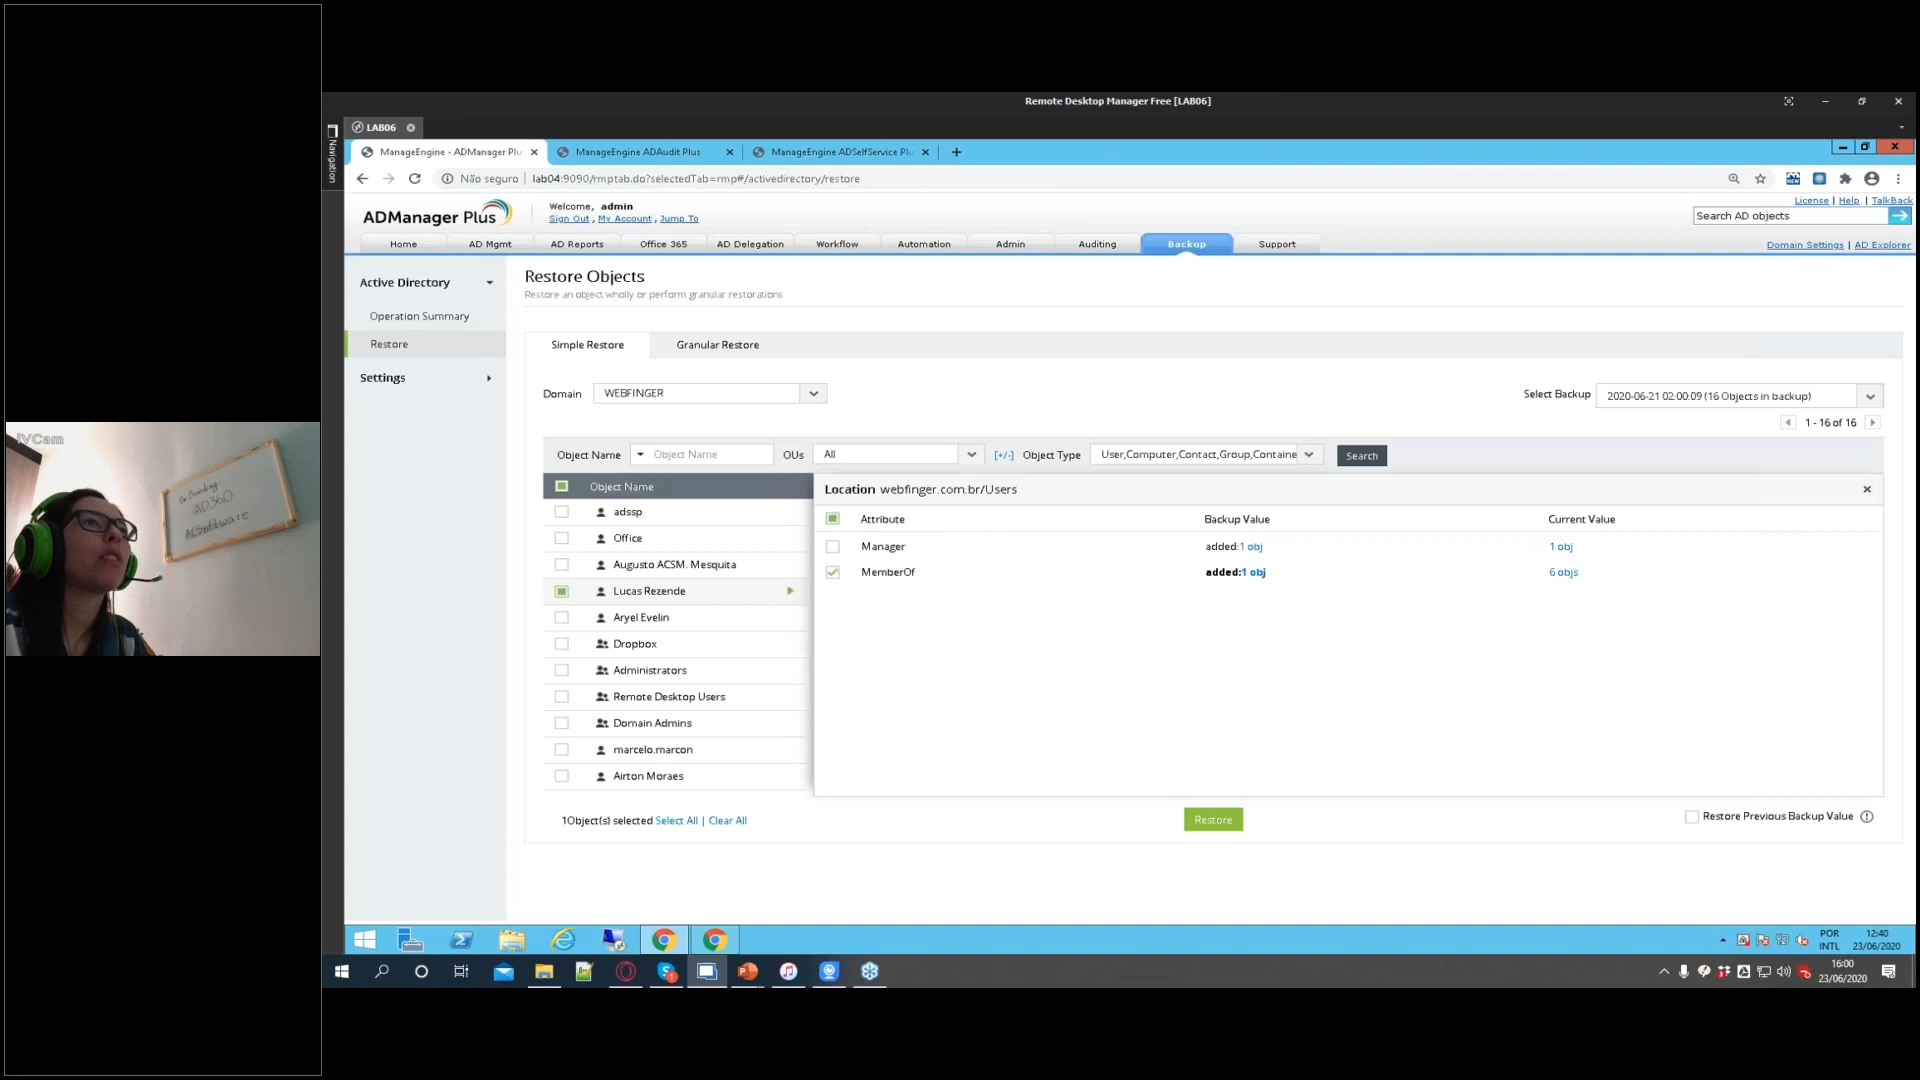 Remote Desktop Manager Free [LAB06]
LAB06
Navigation
ManageEngine - ADManager Plu
ManageEngine ADAudit Plus
ManageEngine ADSelfService Plu
Não seguro
lab04:9090/rmptab.do?selectedTab=rmp#/activedirectory/restore
License | Help | TalkBack
ADManager Plus
Welcome, admin
Sign Out , My Account , Jump To
Search AD objects
Home AD Mgmt AD Reports Office 365 AD Delegation Workflow Automation Admin Auditing Backup Support
Domain Settings | AD Explorer
Active Directory
Operation Summary
Restore
Settings
Restore Objects
Restore an object wholly or perform granular restorations
Simple Restore Granular Restore
Domain WEBFINGER
Select Backup 2020-06-21 02:00:09 (16 Objects in backup)
1 - 16 of 16
Object Name Object Name OUs All [+/-] Object Type User,Computer,Contact,Group,Containe Search
Object Name
adssp
Office
Augusto ACSM. Mesquita
Lucas Rezende
Aryel Evelin
Dropbox
Administrators
Remote Desktop Users
Domain Admins
marcelo.marcon
Airton Moraes
Location webfinger.com.br/Users
Attribute Backup Value Current Value
Manager added:1 obj 1 obj
MemberOf added:1 obj 6 objs
1Object(s) selected Select All | Clear All
Restore
Restore Previous Backup Value
POR
INTL
12:40
23/06/2020
16:00
23/06/2020
iVCam
On Boarding
AD360
ACSoftware